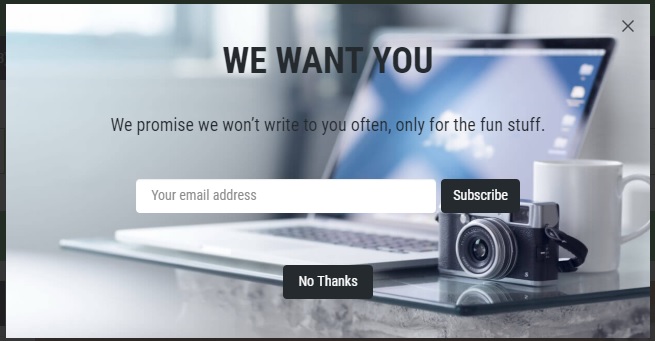 WE WANT YOU
We promise we won't write to you often, only for the fun stuff.
Your email address
Subscribe
No Thanks